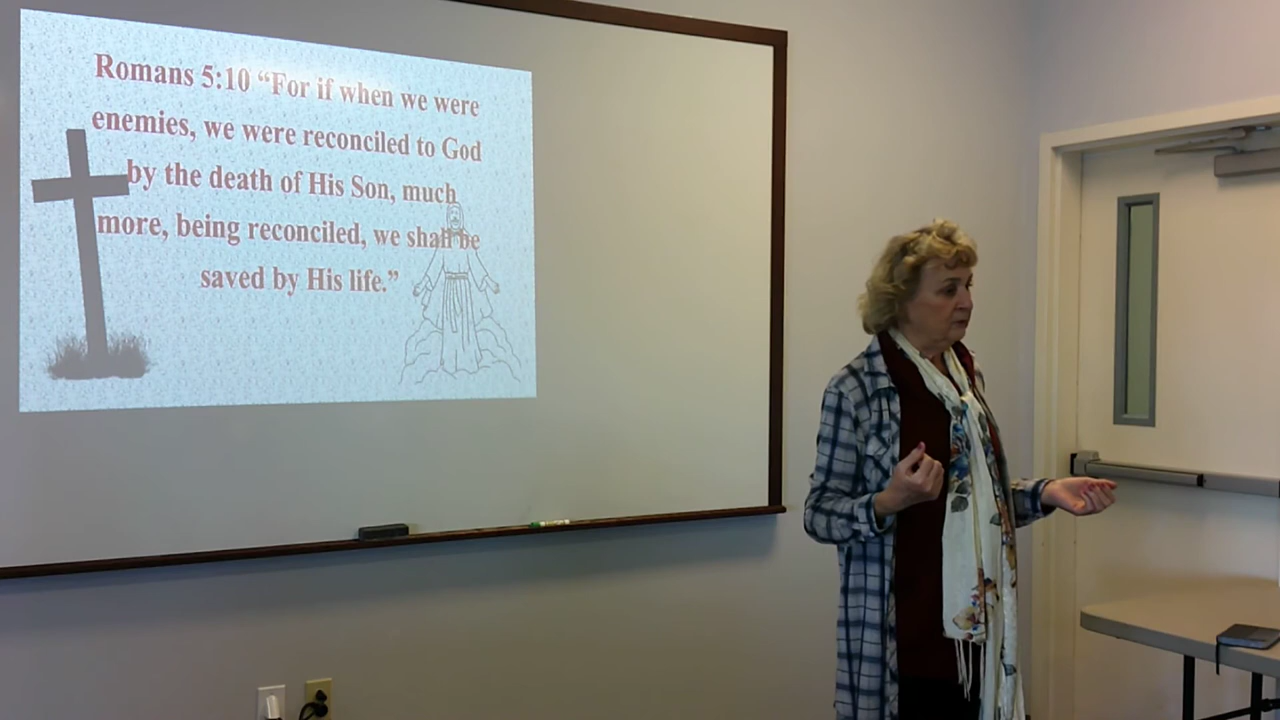 Romans 5:10 “For if when we were
enemies, we were reconciled to God
by the death of His Son, much
more, being reconciled, we shall be
saved by His life.”